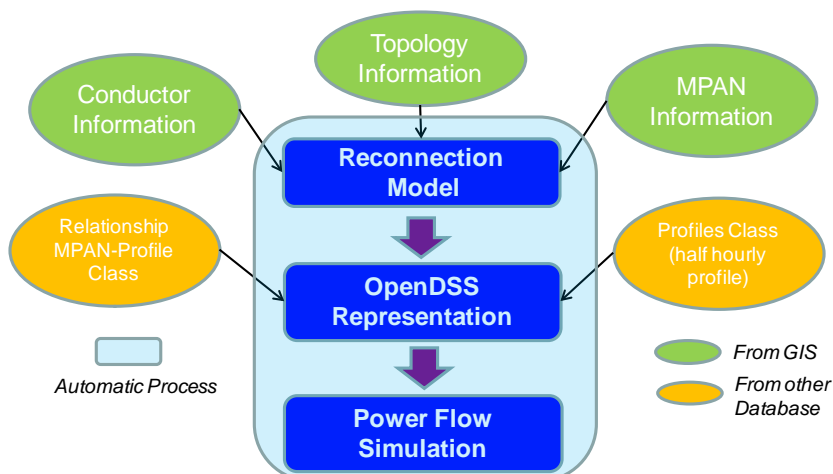 Topology
Information
Conductor
Information
MPAN
Information
Reconnection
Model
Relationship
MPAN-Profile
Class
Profiles Class
(half hourly
profile)
OpenDSS
Representation
Automatic Process
From GIS
From other
Database
Power Flow
Simulation